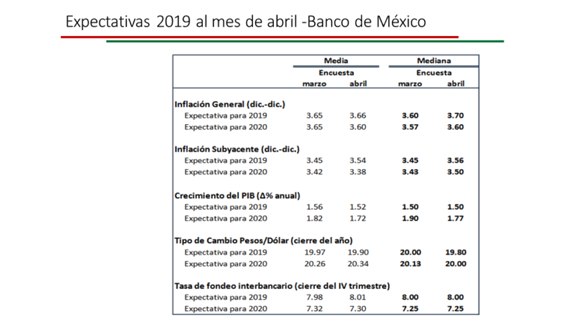 Expectativas 2019 al mes de abril -Banco de México
Media Mediana
Encuesta Encuesta
marzo abril marzo abril
Inflación General (dic.-dic.)
Expectativa para 2019 3.65 3.66 3.60 3.70
Expectativa para 2020 3.65 3.60 3.57 3.60
Inflación Subyacente (dic.-dic.)
Expectativa para 2019 3.45 3.54 3.45 3.56
Expectativa para 2020 3.42 3.38 3.43 3.50
Crecimiento del PIB (Δ% anual)
Expectativa para 2019 1.56 1.52 1.50 1.50
Expectativa para 2020 1.82 1.72 1.90 1.77
Tipo de Cambio Pesos/Dólar (cierre del año)
Expectativa para 2019 19.97 19.90 20.00 19.80
Expectativa para 2020 20.26 20.34 20.13 20.00
Tasa de fondeo interbancario (cierre del IV trimestre)
Expectativa para 2019 7.98 8.01 8.00 8.00
Expectativa para 2020 7.32 7.30 7.25 7.25